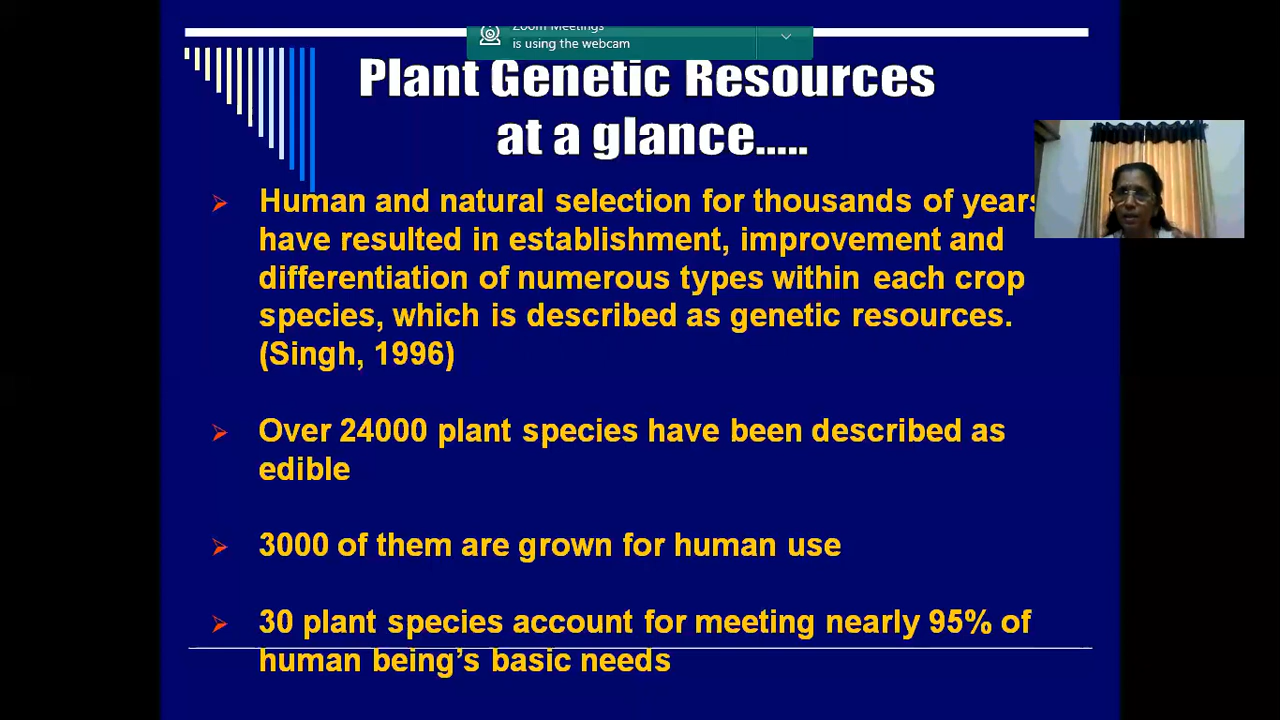 Zoom Meetings
is using the webcam
Plant Genetic Resources
at a glance.....
Human and natural selection for thousands of years
have resulted in establishment, improvement and
differentiation of numerous types within each crop
species, which is described as genetic resources.
(Singh, 1996)
Over 24000 plant species have been described as
edible
3000 of them are grown for human use
30 plant species account for meeting nearly 95% of
human being's basic needs